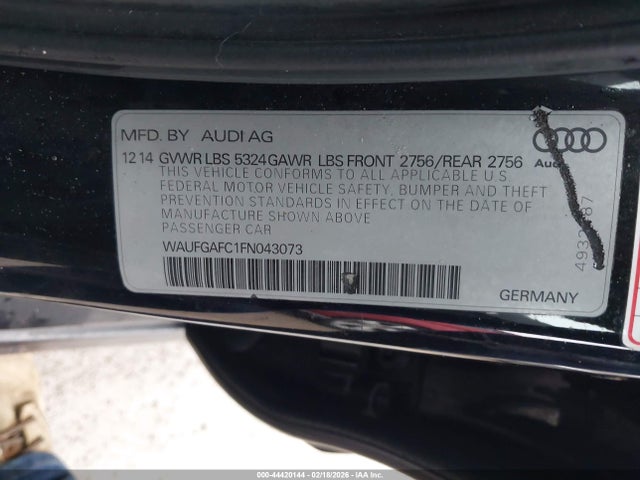 MFD. BY AUDI AG
12 14 GVWR LBS 5324 GAWR LBS FRONT 2756/REAR 2756
THIS VEHICLE CONFORMS TO ALL APPLICABLE U.S.
FEDERAL MOTOR VEHICLE SAFETY, BUMPER AND THEFT
PREVENTION STANDARDS IN EFFECT ON THE DATE OF
MANUFACTURE SHOWN ABOVE
PASSENGER CAR
WAUFGAFC1FN043073
GERMANY
000-44420144 - 02/18/2026 - IAA Inc.